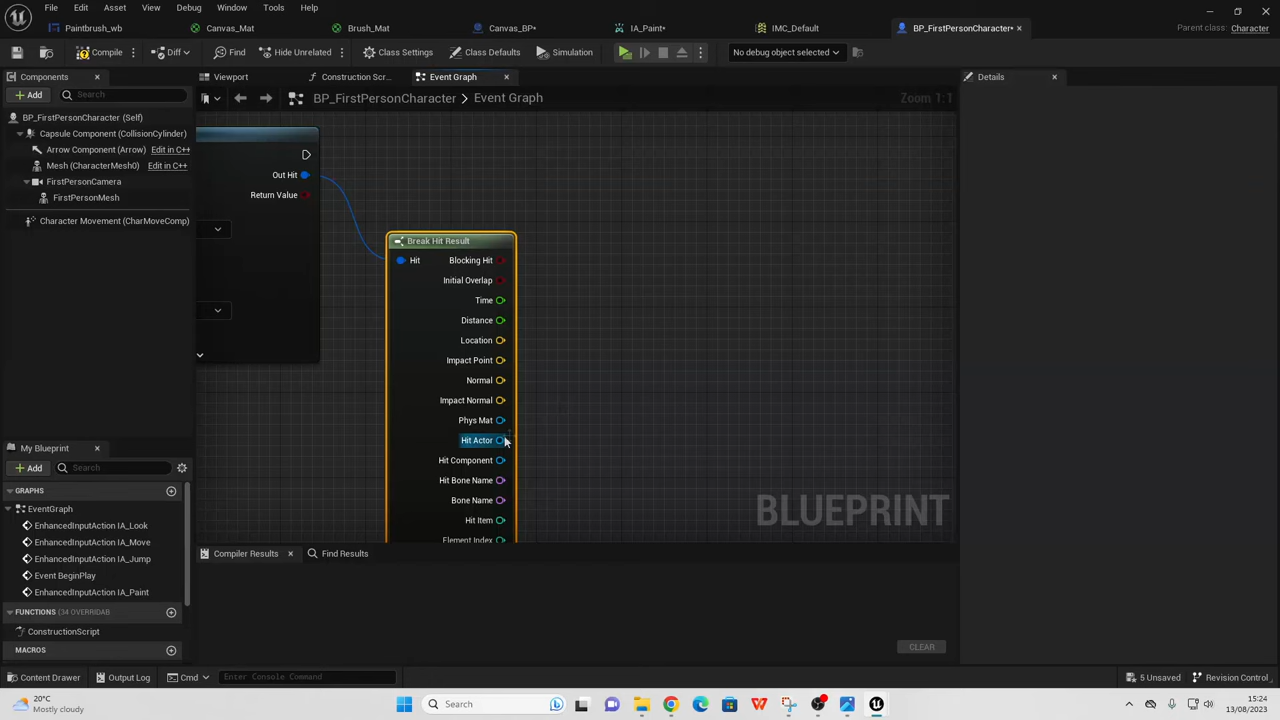 File Edit Asset View Debug Window Tools Help
Paintbrush_wb Canvas_Mat Brush_Mat Canvas_BP* IA_Paint* IMC_Default BP_FirstPersonCharacter* Parent class: Character
Compile Diff Find Hide Unrelated Class Settings Class Defaults Simulation No debug object selected
Components Viewport Construction Scr... Event Graph Details
Add Search BP_FirstPersonCharacter > Event Graph Zoom 1:1
BP_FirstPersonCharacter (Self)
Capsule Component (CollisionCylinder)
Arrow Component (Arrow) Edit in C++
Mesh (CharacterMesh0) Edit in C++
FirstPersonCamera
FirstPersonMesh
Character Movement (CharMoveComp)
Out Hit
Return Value
Break Hit Result
Hit Blocking Hit
Initial Overlap
Time
Distance
Location
Impact Point
Normal
Impact Normal
Phys Mat
Hit Actor
Hit Component
Hit Bone Name
Bone Name
Hit Item
Element Index
BLUEPRINT
My Blueprint
Add Search
GRAPHS
EventGraph
EnhancedInputAction IA_Look
EnhancedInputAction IA_Move
EnhancedInputAction IA_Jump
Event BeginPlay
EnhancedInputAction IA_Paint
FUNCTIONS (34 OVERRIDAB
ConstructionScript
MACROS
Compiler Results Find Results
CLEAR
Content Drawer Output Log Cmd Enter Console Command 5 Unsaved Revision Control
20°C
Mostly cloudy
Search
15:24
13/08/2023